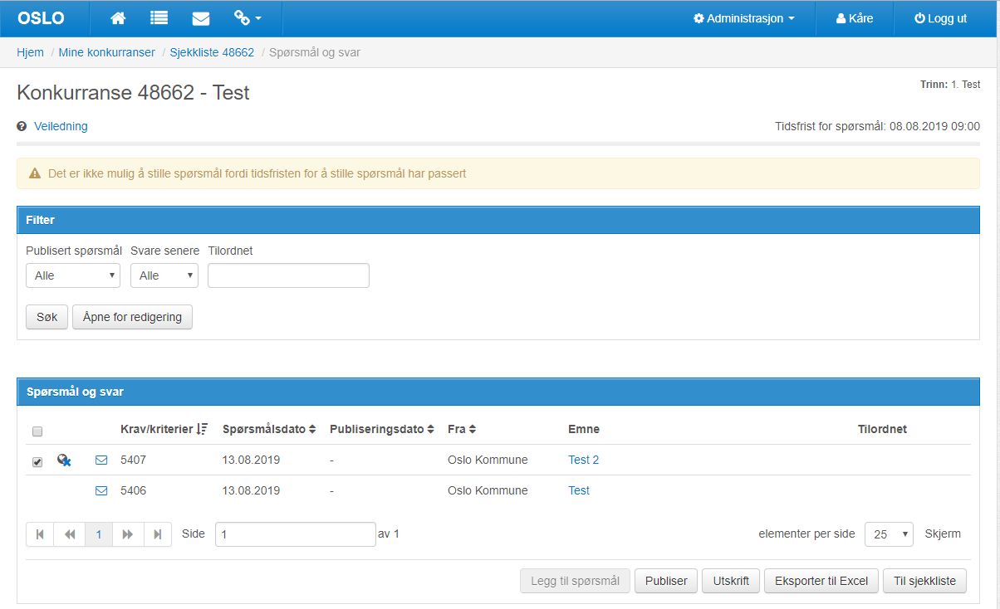 OSLO Administrasjon Kåre Logg ut
Hjem / Mine konkurranser / Sjekkliste 48662 / Spørsmål og svar
Trinn: 1. Test
Konkurranse 48662 - Test
Veiledning Tidsfrist for spørsmål: 08.08.2019 09:00
Det er ikke mulig å stille spørsmål fordi tidsfristen for å stille spørsmål har passert
Filter
Publisert spørsmål Svare senere Tilordnet
Alle Alle
Søk Åpne for redigering
Spørsmål og svar
Krav/kriterier Spørsmålsdato Publiseringsdato Fra Emne Tilordnet
5407 13.08.2019 - Oslo Kommune Test 2
5406 13.08.2019 - Oslo Kommune Test
1 Side 1 av 1 elementer per side 25 Skjerm
Legg til spørsmål Publiser Utskrift Eksporter til Excel Til sjekkliste